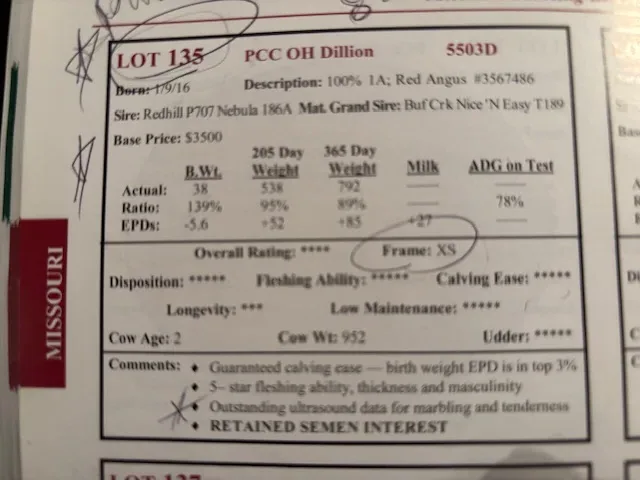 LOT 135 PCC OH Dillion 5503D
Born: 1/9/16 Description: 100% 1A; Red Angus #3567486
Sire: Redhill P707 Nebula 186A Mat. Grand Sire: Buf Crk Nice 'N Easy T189
Base Price: $3500
205 Day 365 Day
B.Wt. Weight Weight Milk ADG on Test
Actual: 38 538 792 —— 78%
Ratio: 139% 95% 89% ——
EPDs: -5.6 +52 +85 +27 ——
Overall Rating: **** Frame: XS
Disposition: ***** Fleshing Ability: ***** Calving Ease: *****
Longevity: *** Low Maintenance: *****
Cow Age: 2 Cow Wt: 952 Udder: *****
Comments: ♦ Guaranteed calving ease — birth weight EPD is in top 3%
♦ 5– star fleshing ability, thickness and masculinity
♦ Outstanding ultrasound data for marbling and tenderness
♦ RETAINED SEMEN INTEREST
MISSOURI